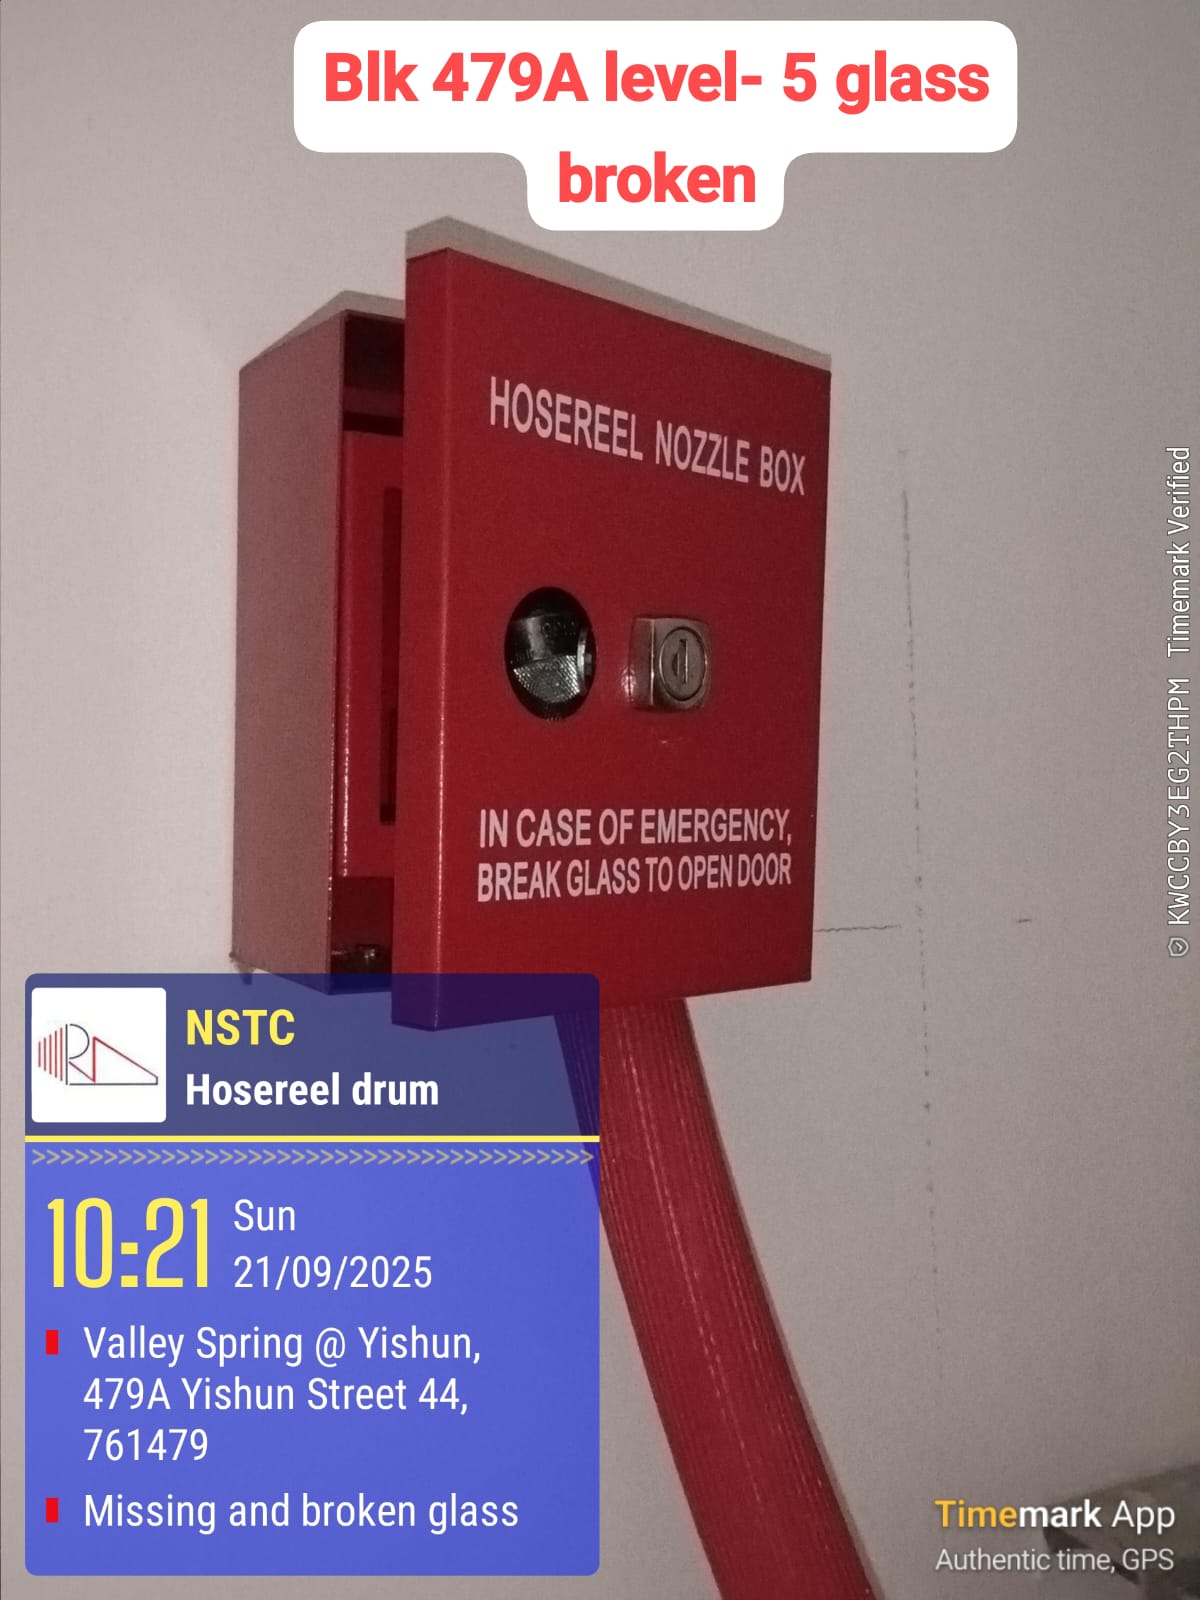 Blk 479A level- 5 glass
broken
HOSEREEL NOZZLE BOX
IN CASE OF EMERGENCY,
BREAK GLASS TO OPEN DOOR
NSTC
Hosereel drum
>>>>>>>>>>>>>>>>>>>>>>>>>>>>>>>>>>>>>>>
10:21
Sun
21/09/2025
Valley Spring @ Yishun,
479A Yishun Street 44,
761479
Missing and broken glass
KWCCBY3EG2THPM Timemark Verified
Timemark App
Authentic time, GPS